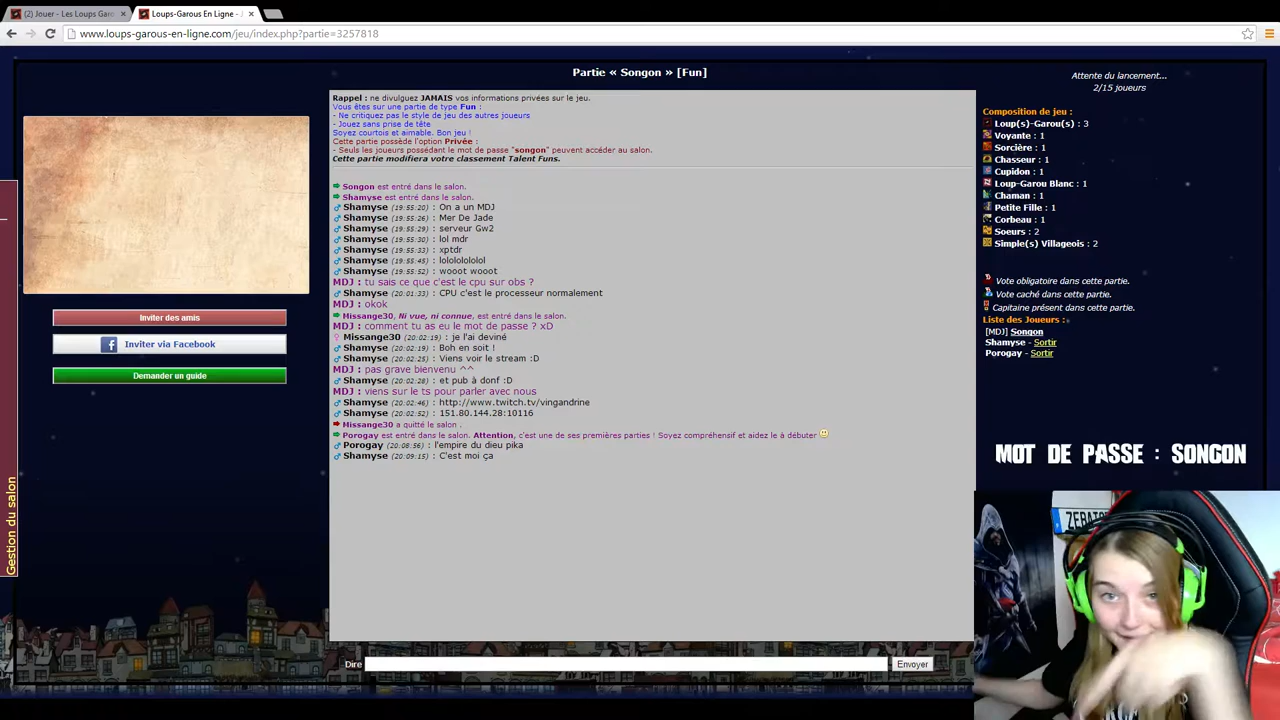 (2) Jouer - Les Loups Garo
Loups-Garous En Ligne - J
www.loups-garous-en-ligne.com/jeu/index.php?partie=3257818
Partie « Songon » [Fun]
Attente du lancement...
2/15 joueurs
Rappel : ne divulguez JAMAIS vos informations privées sur le jeu.
Vous êtes sur une partie de type Fun :
- Ne critiquez pas le style de jeu des autres joueurs
- Jouez sans prise de tête
Soyez courtois et aimable. Bon jeu !
Cette partie possède l'option Privée :
- Seuls les joueurs possédant le mot de passe "songon" peuvent accéder au salon.
Cette partie modifiera votre classement Talent Funs.
Songon est entré dans le salon.
Shamyse est entré dans le salon.
Shamyse (19:55:20) : On a un MDJ
Shamyse (19:55:26) : Mer De Jade
Shamyse (19:55:29) : serveur Gw2
Shamyse (19:55:30) : lol mdr
Shamyse (19:55:33) : xptdr
Shamyse (19:55:45) : lolololololol
Shamyse (19:55:52) : wooot wooot
MDJ : tu sais ce que c'est le cpu sur obs ?
Shamyse (20:01:33) : CPU c'est le processeur normalement
MDJ : okok
Missange30, Ni vue, ni connue, est entré dans le salon.
MDJ : comment tu as eu le mot de passe ? xD
Missange30 (20:02:19) : je l'ai deviné
Shamyse (20:02:19) : Boh en soit !
Shamyse (20:02:25) : Viens voir le stream :D
MDJ : pas grave bienvenu ^^
Shamyse (20:02:28) : et pub à donf :D
MDJ : viens sur le ts pour parler avec nous
Shamyse (20:02:46) : http://www.twitch.tv/vingandrine
Shamyse (20:02:52) : 151.80.144.28:10116
Missange30 a quitté le salon .
Porogay est entré dans le salon. Attention, c'est une de ses premières parties ! Soyez compréhensif et aidez le à débuter
Porogay (20:08:56) : l'empire du dieu pika
Shamyse (20:09:15) : C'est moi ça
Inviter des amis
Inviter via Facebook
Demander un guide
Gestion du salon
Composition de jeu :
Loup(s)-Garou(s) : 3
Voyante : 1
Sorcière : 1
Chasseur : 1
Cupidon : 1
Loup-Garou Blanc : 1
Chaman : 1
Petite Fille : 1
Corbeau : 1
Soeurs : 2
Simple(s) Villageois : 2
Vote obligatoire dans cette partie.
Vote caché dans cette partie.
Capitaine présent dans cette partie.
Liste des Joueurs :
[MDJ] Songon
Shamyse - Sortir
Porogay - Sortir
MOT DE PASSE : SONGON
Dire
Envoyer